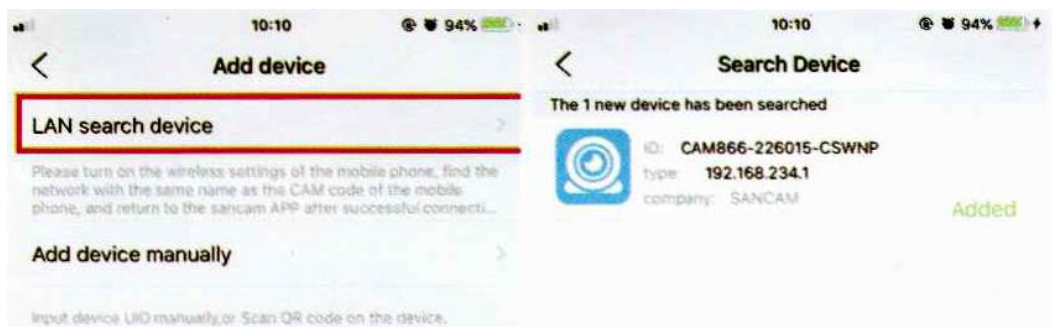 10:10
94%
Add device
LAN search device
Please turn on the wireless settings of the mobile phone, find the
network with the same name as the CAM code of the mobile
phone, and return to the sancam APP after successful connecti...
Add device manually
Input device UID manually,or Scan QR code on the device.
10:10
94%
Search Device
The 1 new device has been searched
ID: CAM866-226015-CSWNP
type: 192.168.234.1
company: SANCAM
Added